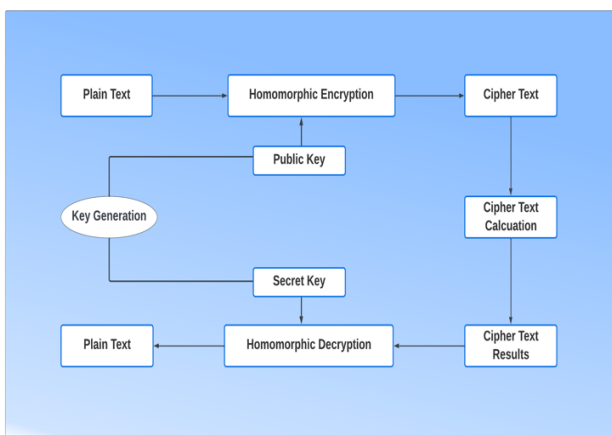 Plain Text
Homomorphic Encryption
Cipher Text
Public Key
Key Generation
Cipher Text
Calcuation
Secret Key
Plain Text
Homomorphic Decryption
Cipher Text
Results